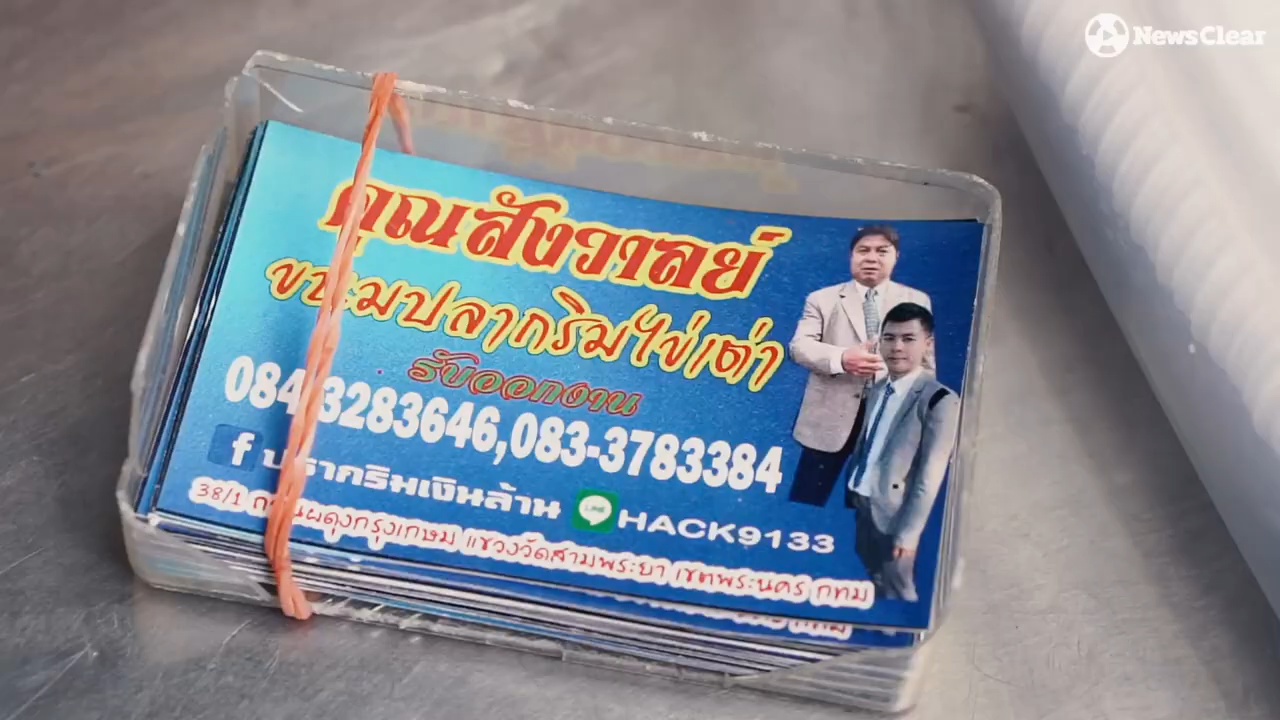 NewsClear
คุณสังวาลย์
ขนมปลากริมไข่เต่า
รับออกงาน
084-3283646,083-3783384
f ปรากริมเงินล้าน LINE HACK9133
38/1 ถนนผดุงกรุงเกษม แขวงวัดสามพระยา เขตพระนคร กทม